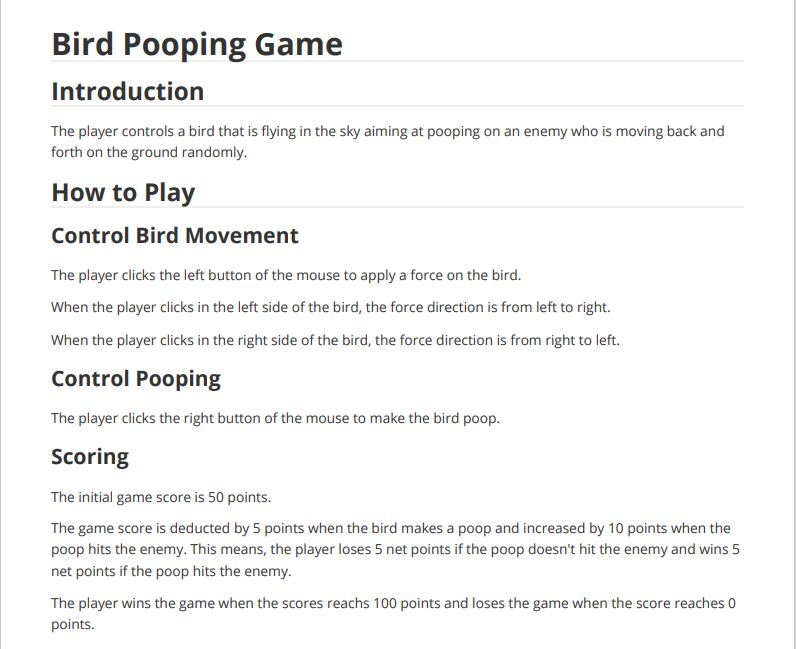 Bird Pooping Game
Introduction
The player controls a bird that is flying in the sky aiming at pooping on an enemy who is moving back and
forth on the ground randomly.
How to Play
Control Bird Movement
The player clicks the left button of the mouse to apply a force on the bird.
When the player clicks in the left side of the bird, the force direction is from left to right.
When the player clicks in the right side of the bird, the force direction is from right to left.
Control Pooping
The player clicks the right button of the mouse to make the bird poop.
Scoring
The initial game score is 50 points.
The game score is deducted by 5 points when the bird makes a poop and increased by 10 points when the
poop hits the enemy. This means, the player loses 5 net points if the poop doesn't hit the enemy and wins 5
net points if the poop hits the enemy.
The player wins the game when the scores reachs 100 points and loses the game when the score reaches 0
points.